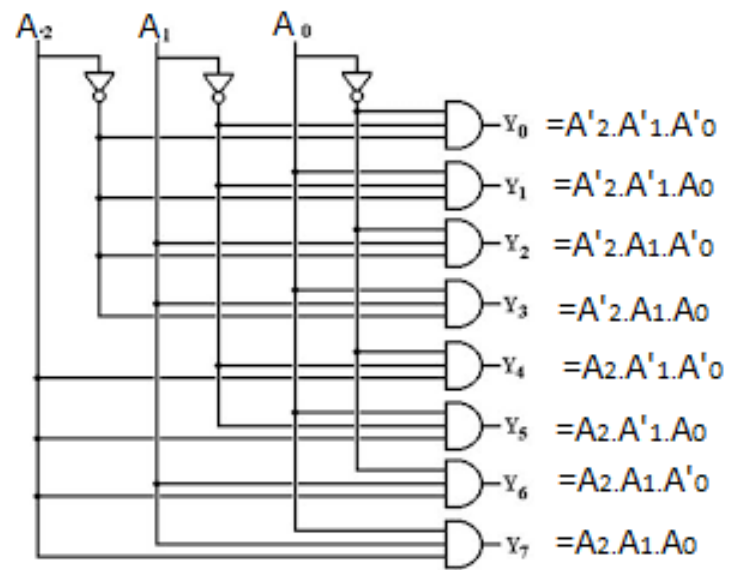 A2 A1 A0
Y0 =A'2.A'1.A'0
Y1 =A'2.A'1.A0
Y2 =A'2.A1.A'0
Y3 =A'2.A1.A0
Y4 =A2.A'1.A'0
Y5 =A2.A'1.A0
Y6 =A2.A1.A'0
Y7 =A2.A1.A0